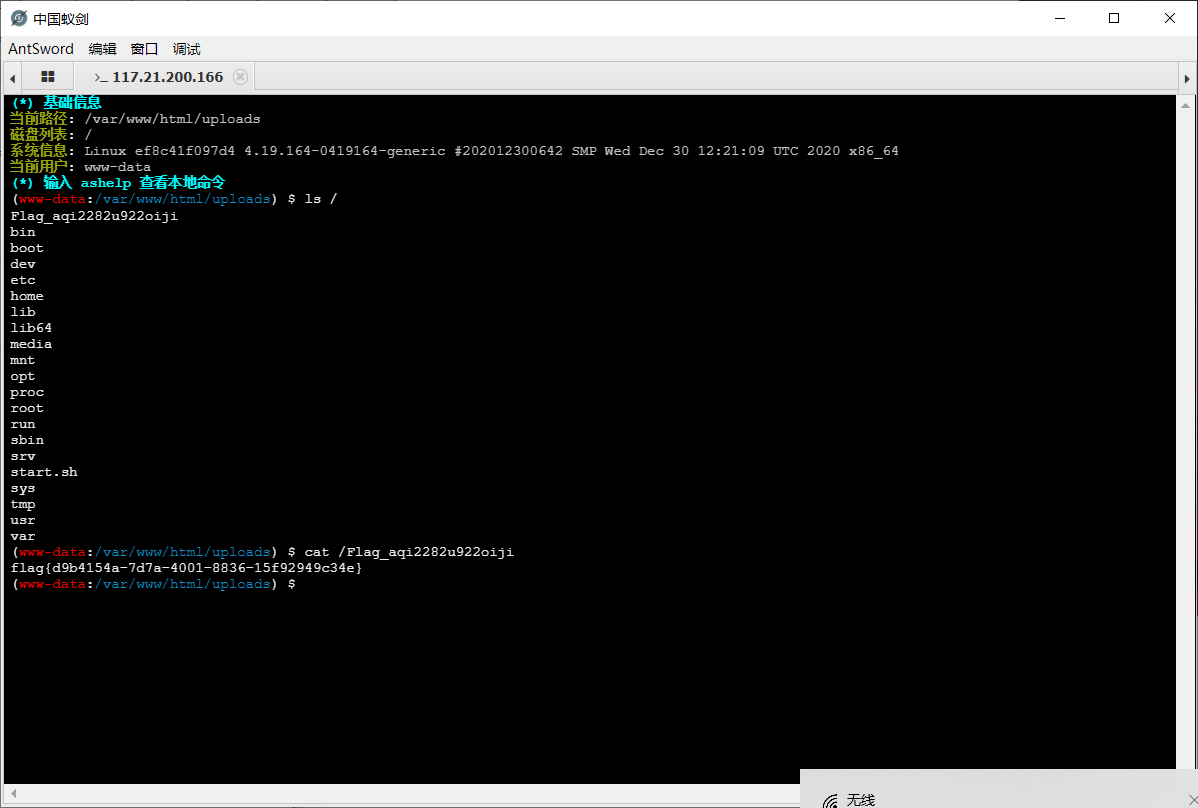 中国蚁剑
AntSword 编辑 窗口 调试
>_ 117.21.200.166
(*) 基础信息
当前路径: /var/www/html/uploads
磁盘列表: /
系统信息: Linux ef8c41f097d4 4.19.164-0419164-generic #202012300642 SMP Wed Dec 30 12:21:09 UTC 2020 x86_64
当前用户: www-data
(*) 输入 ashelp 查看本地命令
(www-data:/var/www/html/uploads) $ ls /
Flag_aqi2282u922oiji
bin
boot
dev
etc
home
lib
lib64
media
mnt
opt
proc
root
run
sbin
srv
start.sh
sys
tmp
usr
var
(www-data:/var/www/html/uploads) $ cat /Flag_aqi2282u922oiji
flag{d9b4154a-7d7a-4001-8836-15f92949c34e}
(www-data:/var/www/html/uploads) $
无线